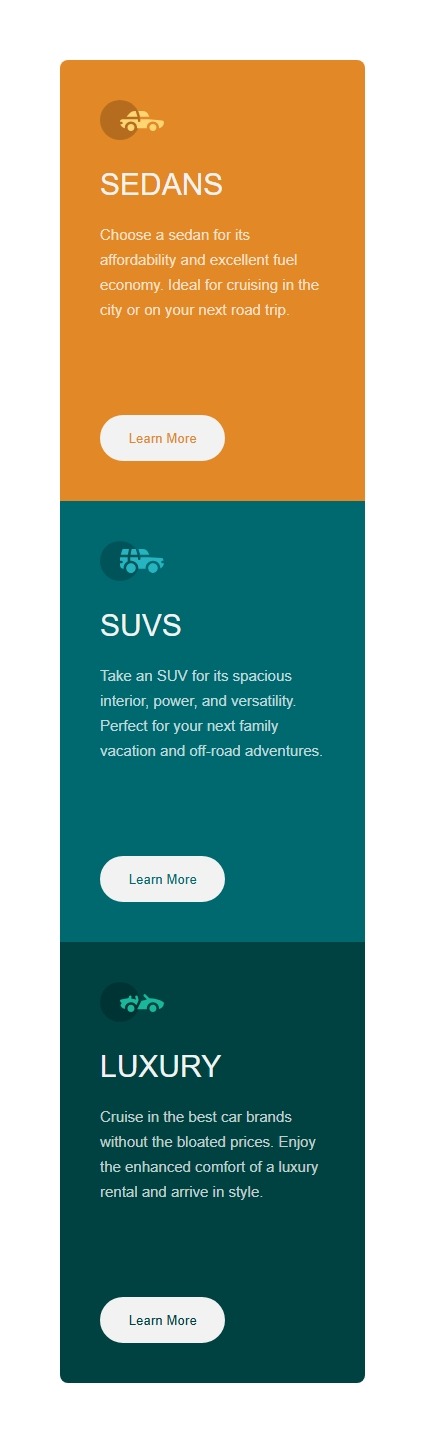 SEDANS
Choose a sedan for its
affordability and excellent fuel
economy. Ideal for cruising in the
city or on your next road trip.
Learn More
SUVS
Take an SUV for its spacious
interior, power, and versatility.
Perfect for your next family
vacation and off-road adventures.
Learn More
LUXURY
Cruise in the best car brands
without the bloated prices. Enjoy
the enhanced comfort of a luxury
rental and arrive in style.
Learn More